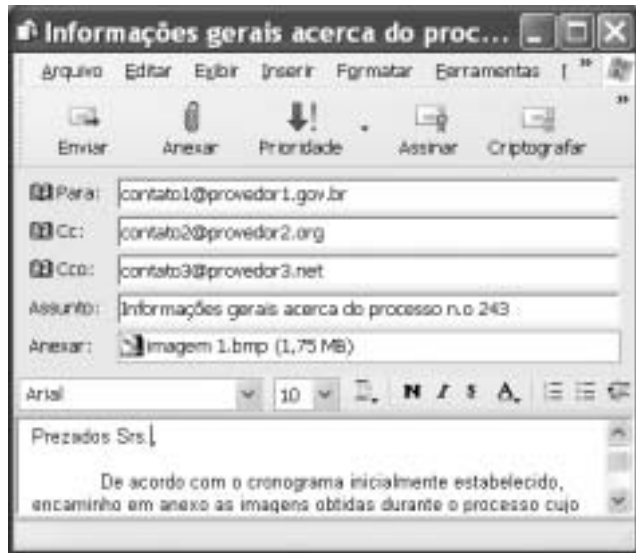 Informações gerais acerca do proc...
Arquivo Editar Exibir Inserir Formatar Ferramentas »
Enviar Anexar Prioridade Assinar Criptografar »
Para: contato1@provedor1.gov.br
Cc: contato2@provedor2.org
Cco: contato3@provedor3.net
Assunto: Informações gerais acerca do processo n.o 243
Anexar: imagem 1.bmp (1,75 MB)
Arial 10 N I S A
Prezados Srs.,
De acordo com o cronograma inicialmente estabelecido,
encaminho em anexo as imagens obtidas durante o processo cujo